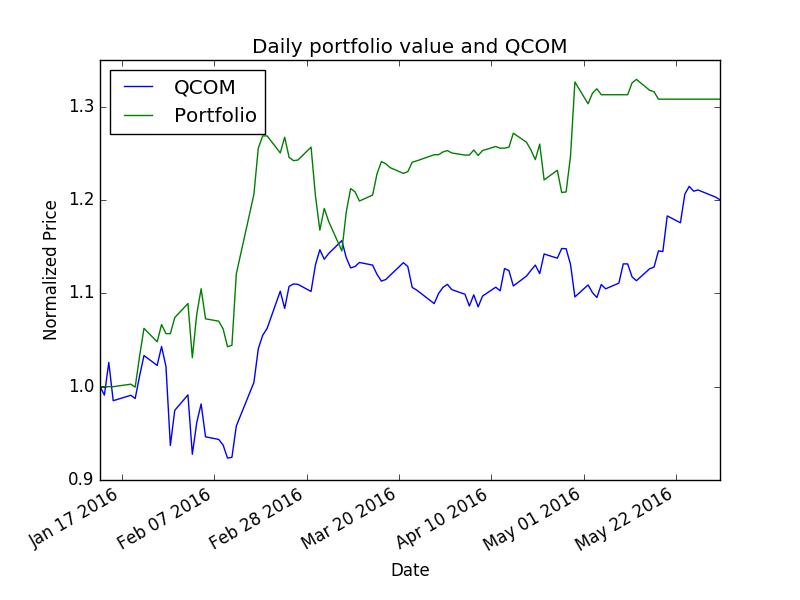 Daily portfolio value and QCOM
QCOM
Portfolio
Normalized Price
1.3
1.2
1.1
1.0
0.9
Jan 17 2016
Feb 07 2016
Feb 28 2016
Mar 20 2016
Apr 10 2016
May 01 2016
May 22 2016
Date